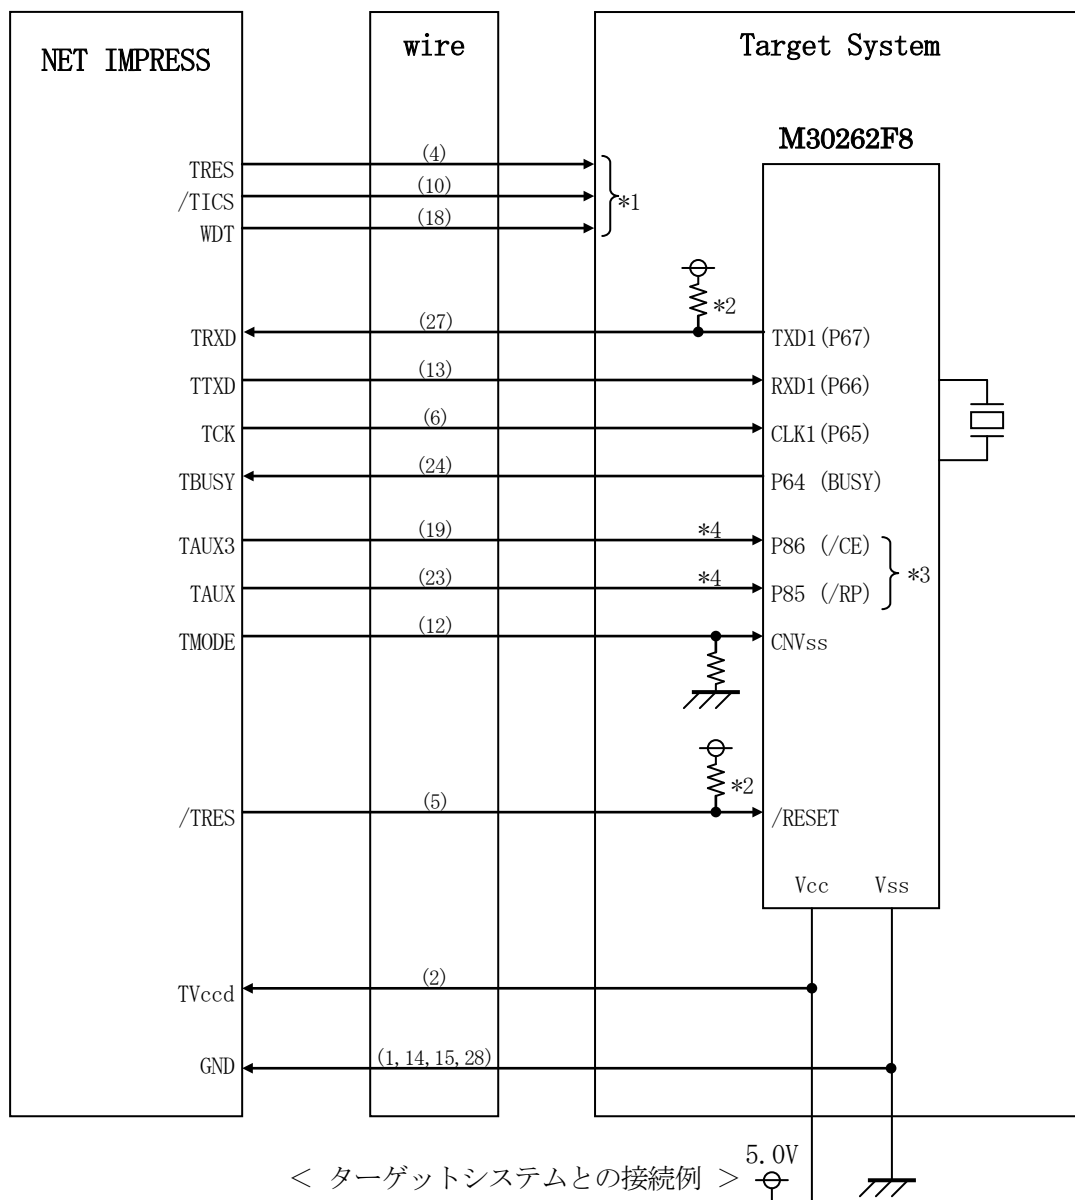 NET IMPRESS
wire
Target System
M30262F8
TRES
(4)
/TICS
(10)
*1
WDT
(18)
*2
TRXD
(27)
TXD1(P67)
TTXD
(13)
RXD1(P66)
TCK
(6)
CLK1(P65)
TBUSY
(24)
P64 (BUSY)
TAUX3
(19)
*4
P86 (/CE)
*3
TAUX
(23)
*4
P85 (/RP)
TMODE
(12)
CNVss
*2
/TRES
(5)
/RESET
Vcc
Vss
TVccd
(2)
GND
(1,14,15,28)
5.0V
< ターゲットシステムとの接続例 >